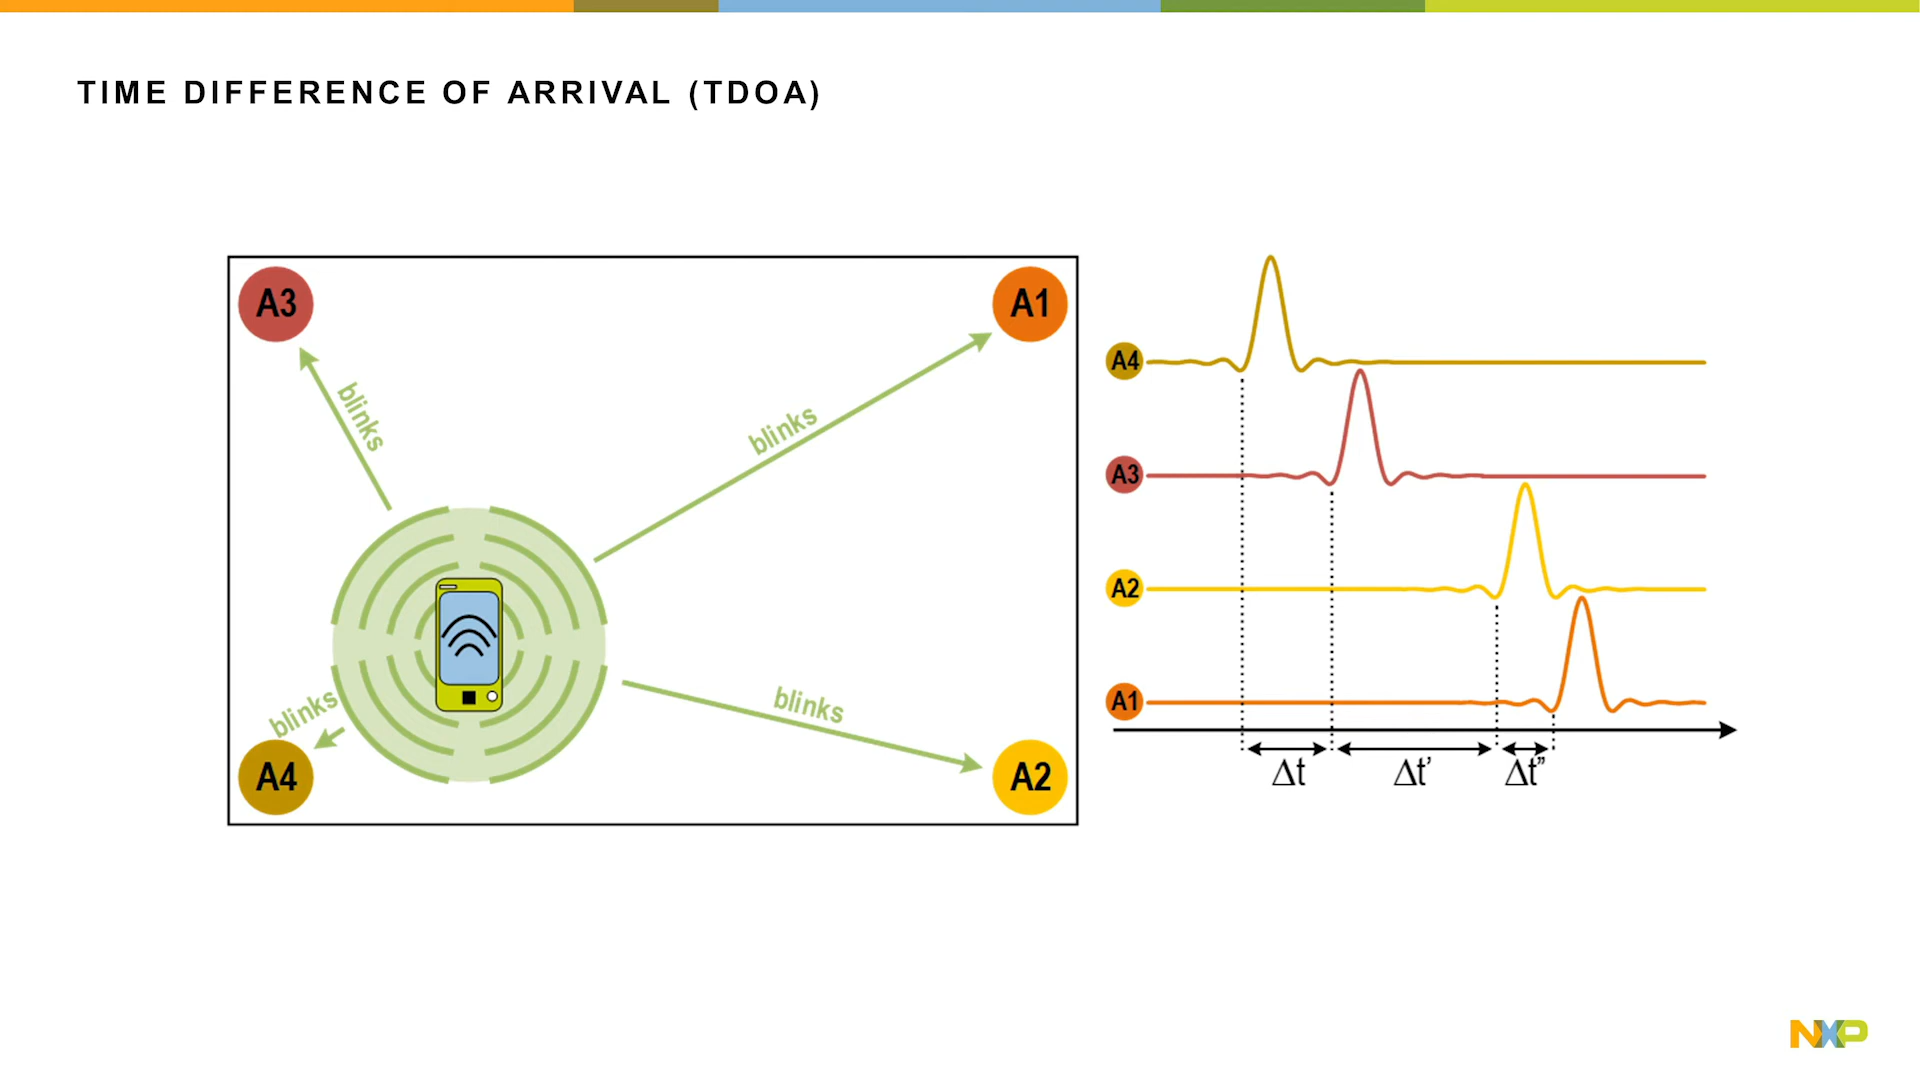 TIME DIFFERENCE OF ARRIVAL (TDOA)
A3
A1
blinks
blinks
blinks
blinks
A4
A2
A4
A3
A2
A1
Δt
Δt’
Δt”
NXP